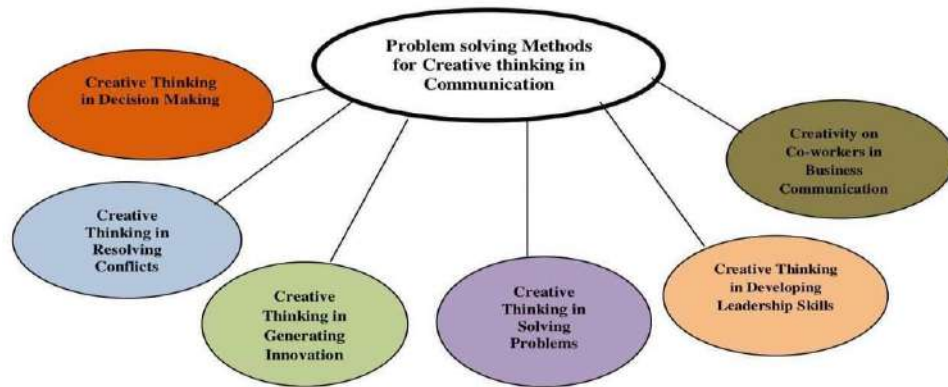 Problem solving Methods
for Creative thinking in
Communication
Creative Thinking
in Decision Making
Creative
Thinking in
Resolving
Conflicts
Creative
Thinking in
Generating
Innovation
Creative
Thinking in
Solving
Problems
Creative Thinking
in Developing
Leadership Skills
Creativity on
Co-workers in
Business
Communication